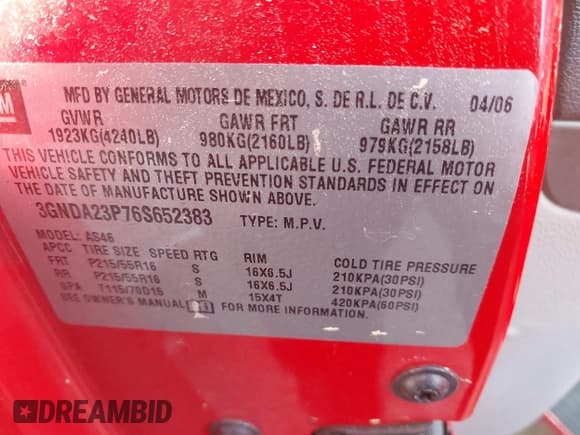 GM
MFD BY GENERAL MOTORS DE MEXICO, S. DE R.L. DE C.V. 04/06
GVWR GAWR FRT GAWR RR
1923KG(4240LB) 980KG(2160LB) 979KG(2158LB)
THIS VEHICLE CONFORMS TO ALL APPLICABLE U.S. FEDERAL MOTOR
VEHICLE SAFETY AND THEFT PREVENTION STANDARDS IN EFFECT ON
THE DATE OF MANUFACTURE SHOWN ABOVE.
3GNDA23P76S652383 TYPE: M.P.V.
MODEL: AS46
APCC TIRE SIZE SPEED RTG RIM COLD TIRE PRESSURE
FRT P215/55R16 S 16X6.5J 210KPA(30PSI)
RR P215/55R16 S 16X6.5J 210KPA(30PSI)
SPA T115/70D15 M 15X4T 420KPA(60PSI)
SEE OWNER'S MANUAL FOR MORE INFORMATION.
DREAMBID